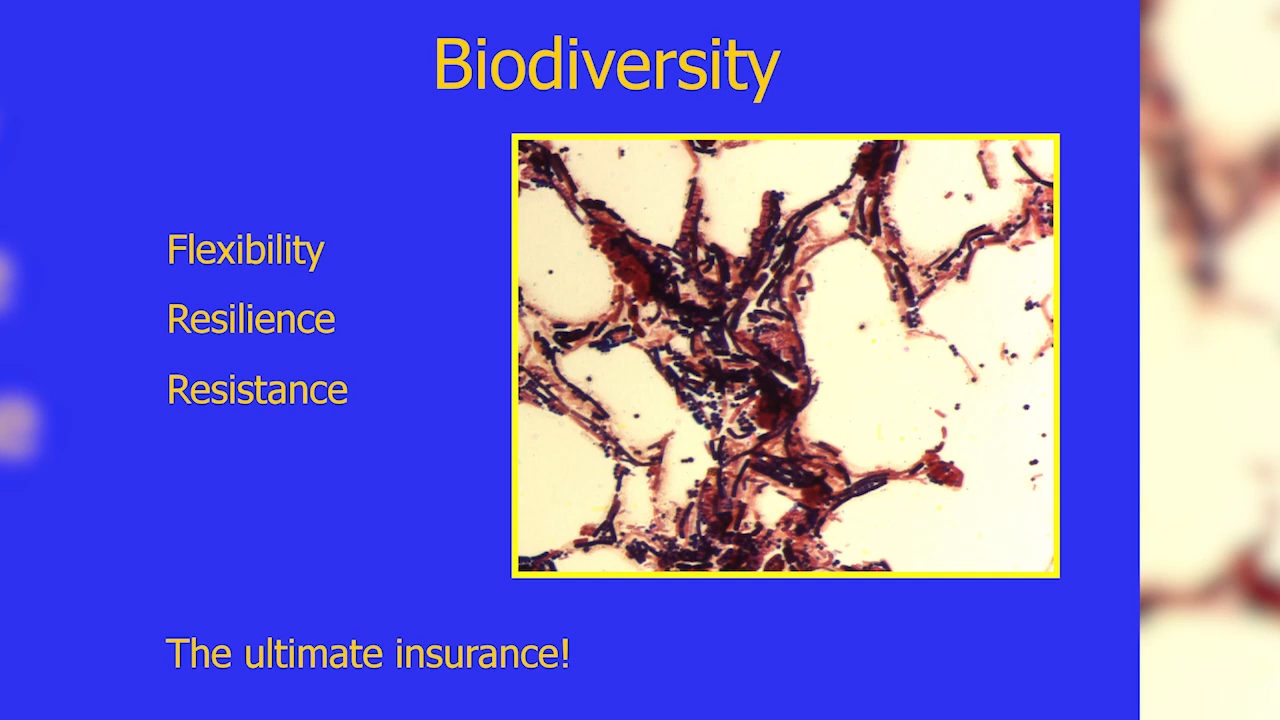 Biodiversity
Flexibility
Resilience
Resistance
The ultimate insurance!